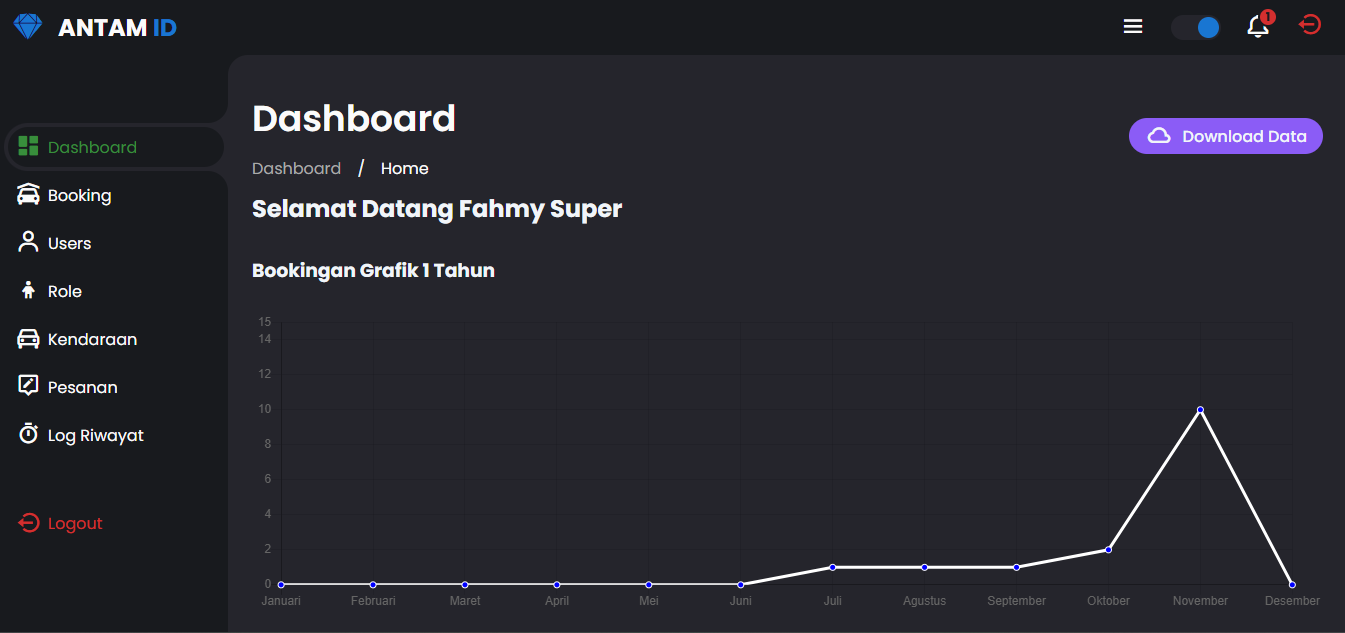 ANTAM ID
1
Dashboard
Booking
Users
Role
Kendaraan
Pesanan
Log Riwayat
Logout
Dashboard
Dashboard / Home
Download Data
Selamat Datang Fahmy Super
Bookingan Grafik 1 Tahun
15
14
12
10
8
6
4
2
0
Januari Februari Maret April Mei Juni Juli Agustus September Oktober November Desember